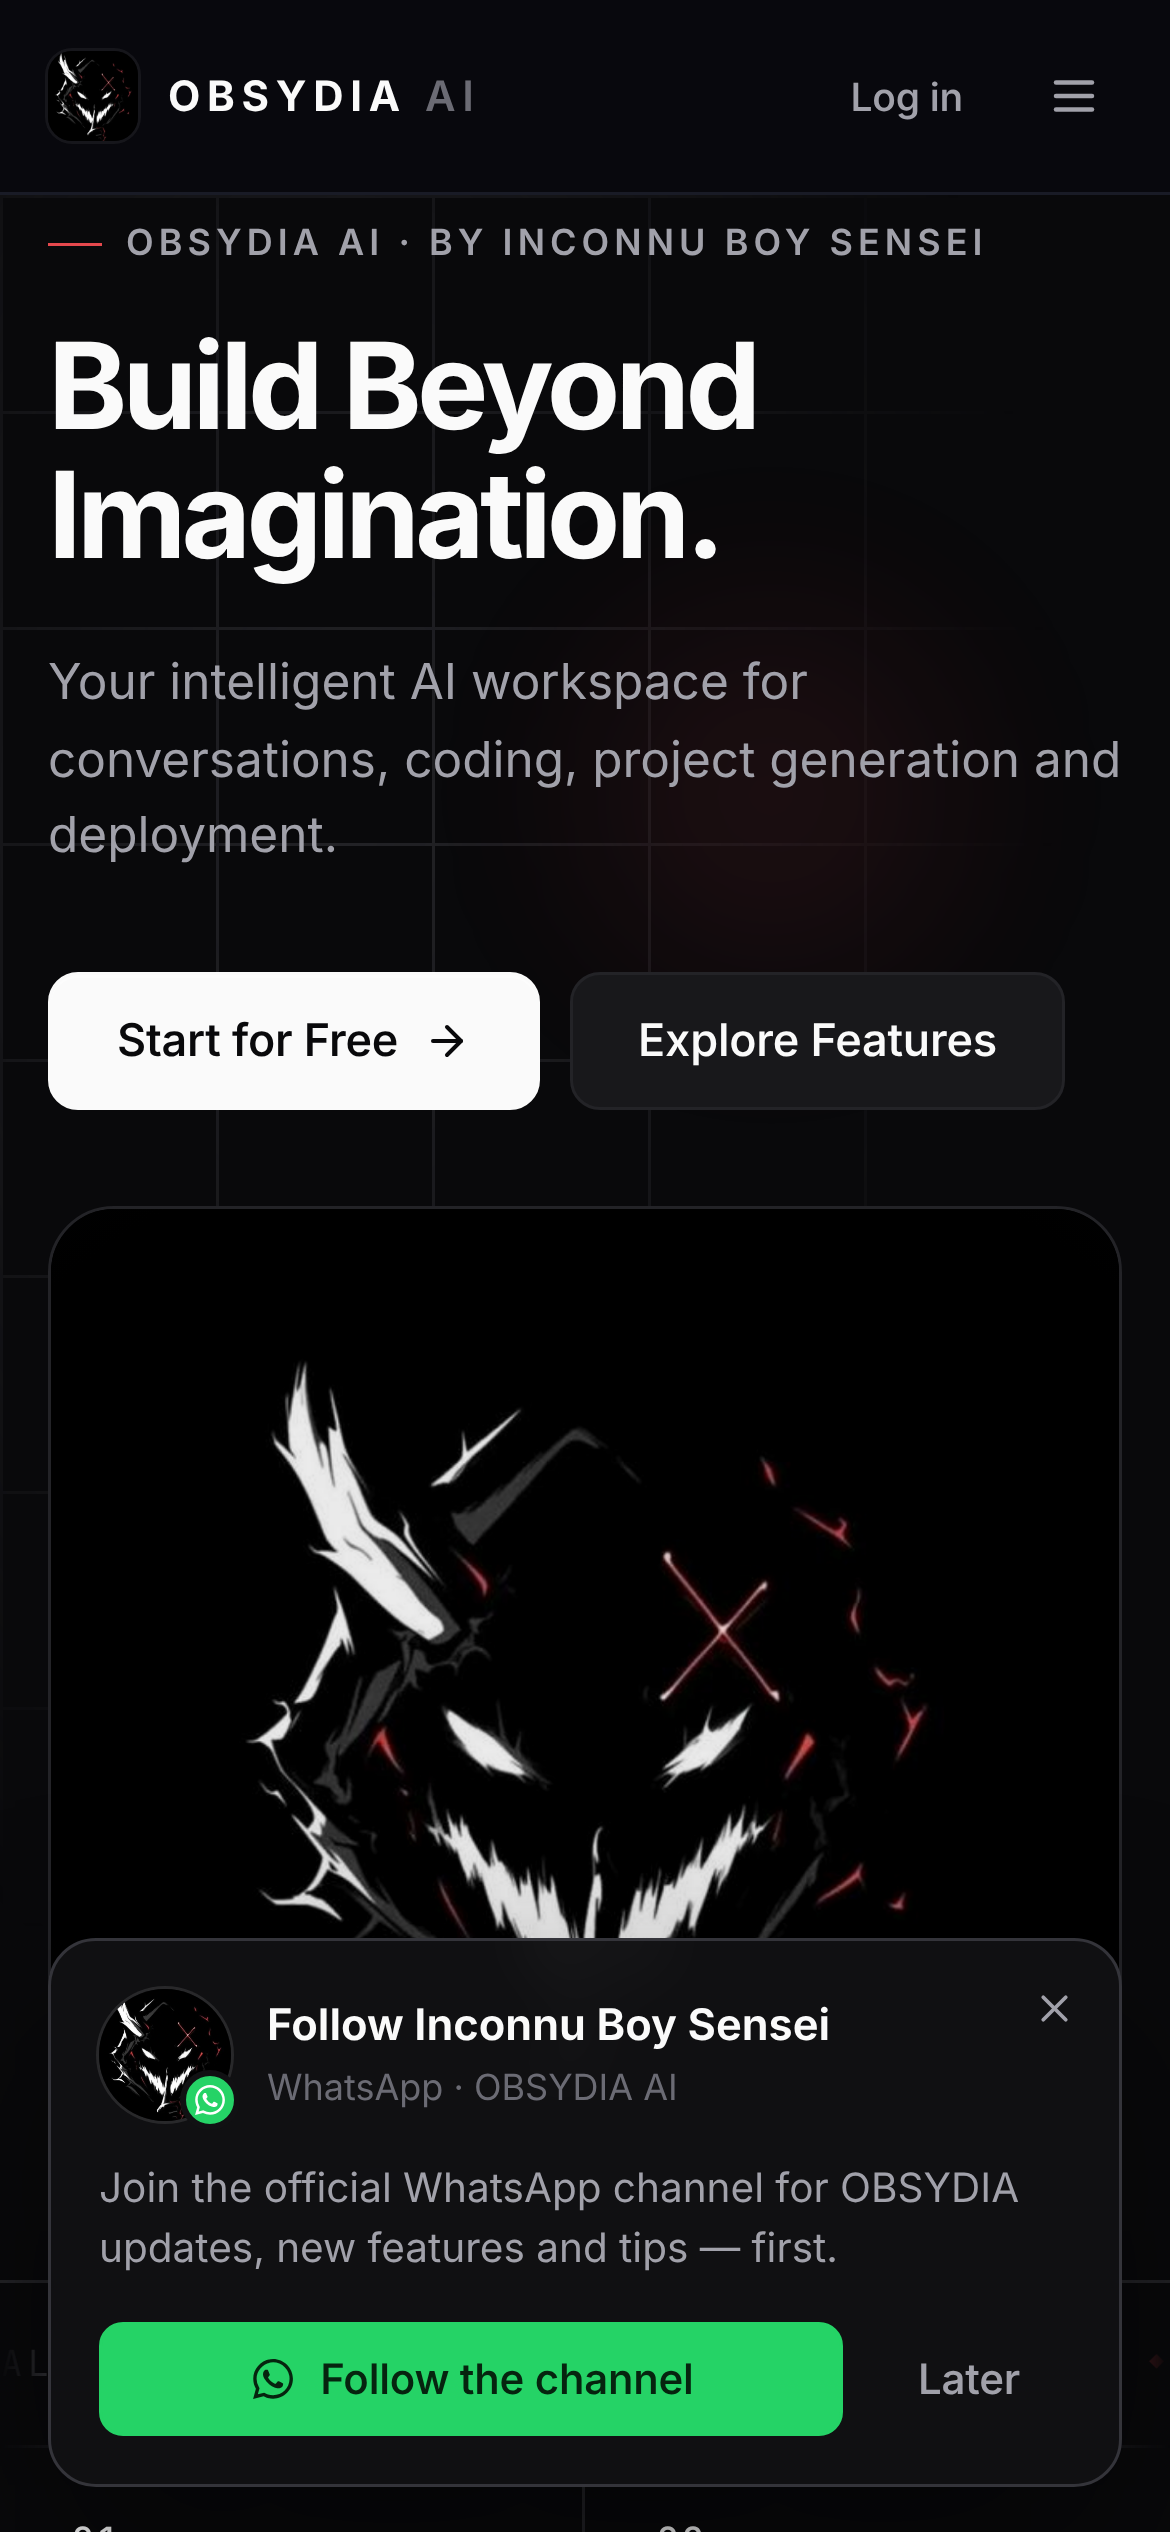 OBSYDIA AI
Log in
OBSYDIA AI · BY INCONNU BOY SENSEI
Build Beyond
Imagination.
Your intelligent AI workspace for
conversations, coding, project generation and
deployment.
Start for Free →
Explore Features
Follow Inconnu Boy Sensei
WhatsApp · OBSYDIA AI
Join the official WhatsApp channel for OBSYDIA
updates, new features and tips — first.
Follow the channel
Later